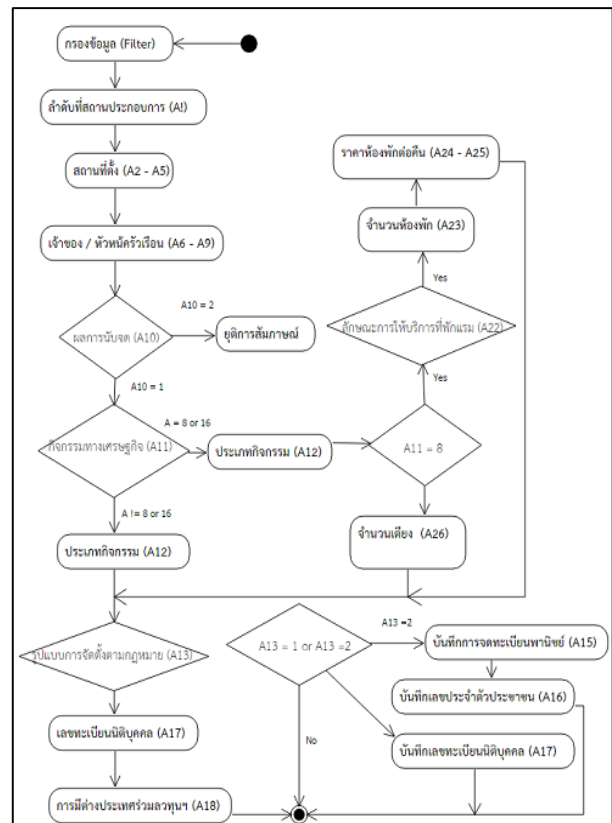 กรองข้อมูล (Filter)
ลำดับที่สถานประกอบการ (A!)
สถานที่ตั้ง (A2 - A5)
เจ้าของ / หัวหน้ครัวเรือน (A6 - A9)
ผลการนับจด (A10)
A10 = 2
ยุติการสัมภาษณ์
A10 = 1
กิจกรรมทางเศรษฐกิจ (A11)
A = 8 or 16
ประเภทกิจกรรม (A12)
A11 = 8
Yes
ลักษณะการให้บริการที่พักแรม (A22)
Yes
จำนวนห้องพัก (A23)
ราคาห้องพักต่อคืน (A24 - A25)
จำนวนเตียง (A26)
A != 8 or 16
ประเภทกิจกรรม (A12)
รูปแบบการจัดตั้งตามกฎหมาย (A13)
เลขทะเบียนนิติบุคคล (A17)
การมีต่างประเทศร่วมลวทุนฯ (A18)
A13 = 1 or A13 =2
A13 =2
บันทึกการจดทะเบียนพานิชย์ (A15)
บันทึกเลขประจำตัวประชาชน (A16)
บันทึกเลขทะเบียนนิติบุคคล (A17)
No